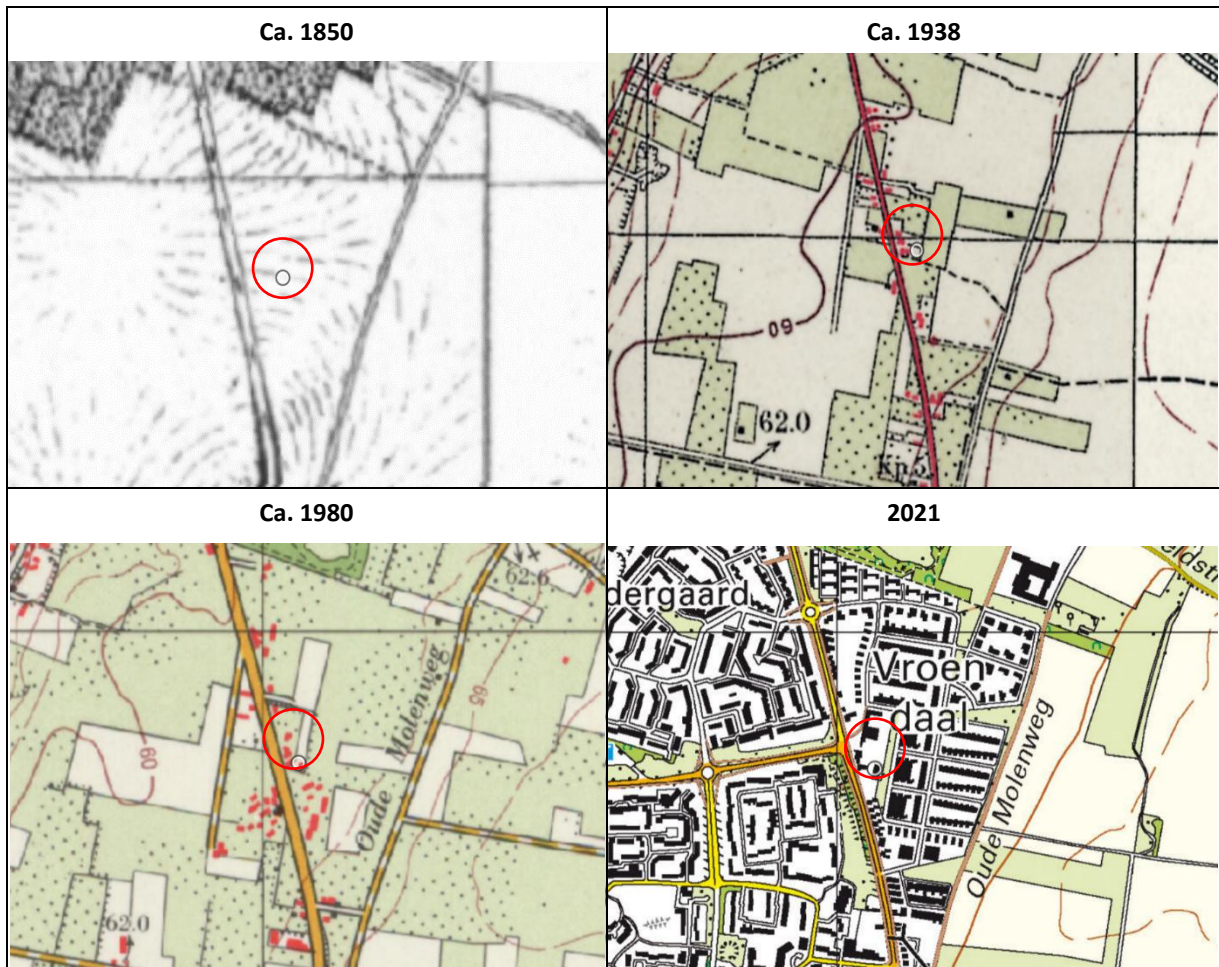 Ca. 1850
Ca. 1938
60
62.0
Kp.5
Ca. 1980
62.6
Oude Molenweg
65
60
62.0
2021
dergaard
Vroen
daal
Oude Molenweg